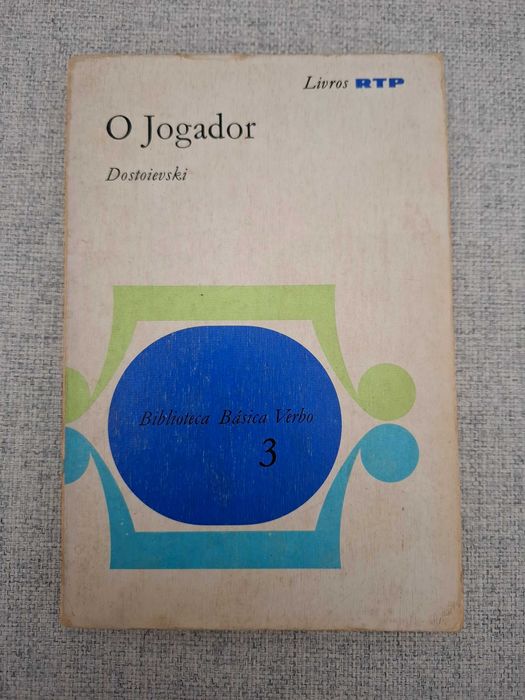 Livros RTP
O Jogador
Dostoievski
Biblioteca Básica Verbo
3